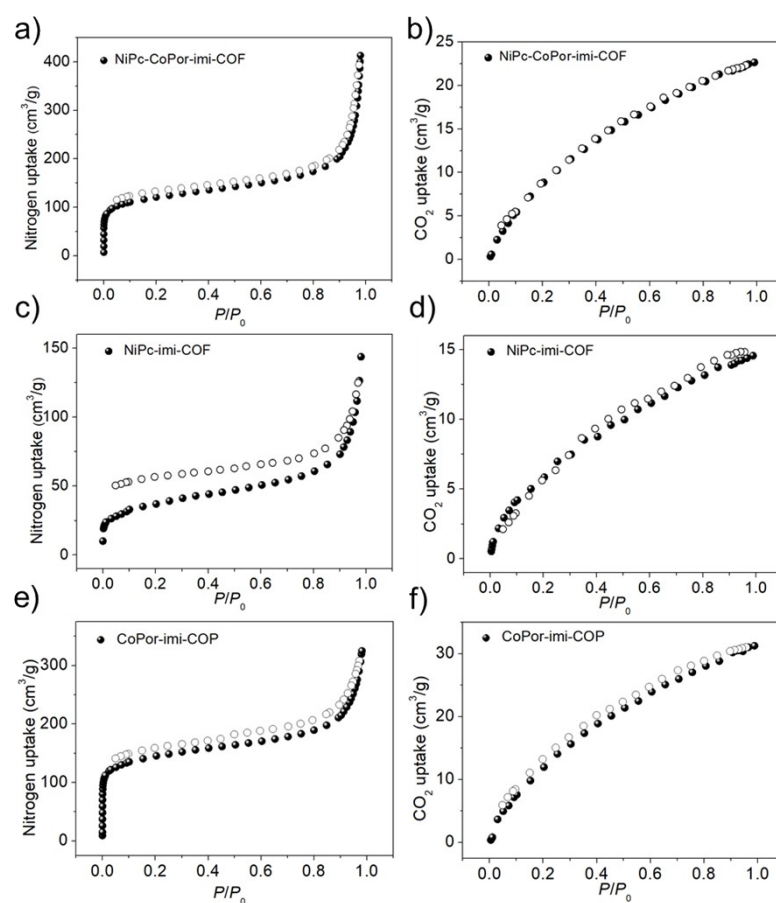 a)
NiPc-CoPor-imi-COF
Nitrogen uptake (cm³/g)
400
300
200
100
0
0.0 0.2 0.4 0.6 0.8 1.0
P/P₀
b)
NiPc-CoPor-imi-COF
CO₂ uptake (cm³/g)
25
20
15
10
5
0
0.0 0.2 0.4 0.6 0.8 1.0
P/P₀
c)
NiPc-imi-COF
Nitrogen uptake (cm³/g)
150
100
50
0
0.0 0.2 0.4 0.6 0.8 1.0
P/P₀
d)
NiPc-imi-COF
CO₂ uptake (cm³/g)
15
10
5
0
0.0 0.2 0.4 0.6 0.8 1.0
P/P₀
e)
CoPor-imi-COP
Nitrogen uptake (cm³/g)
300
200
100
0
0.0 0.2 0.4 0.6 0.8 1.0
P/P₀
f)
CoPor-imi-COP
CO₂ uptake (cm³/g)
30
20
10
0
0.0 0.2 0.4 0.6 0.8 1.0
P/P₀